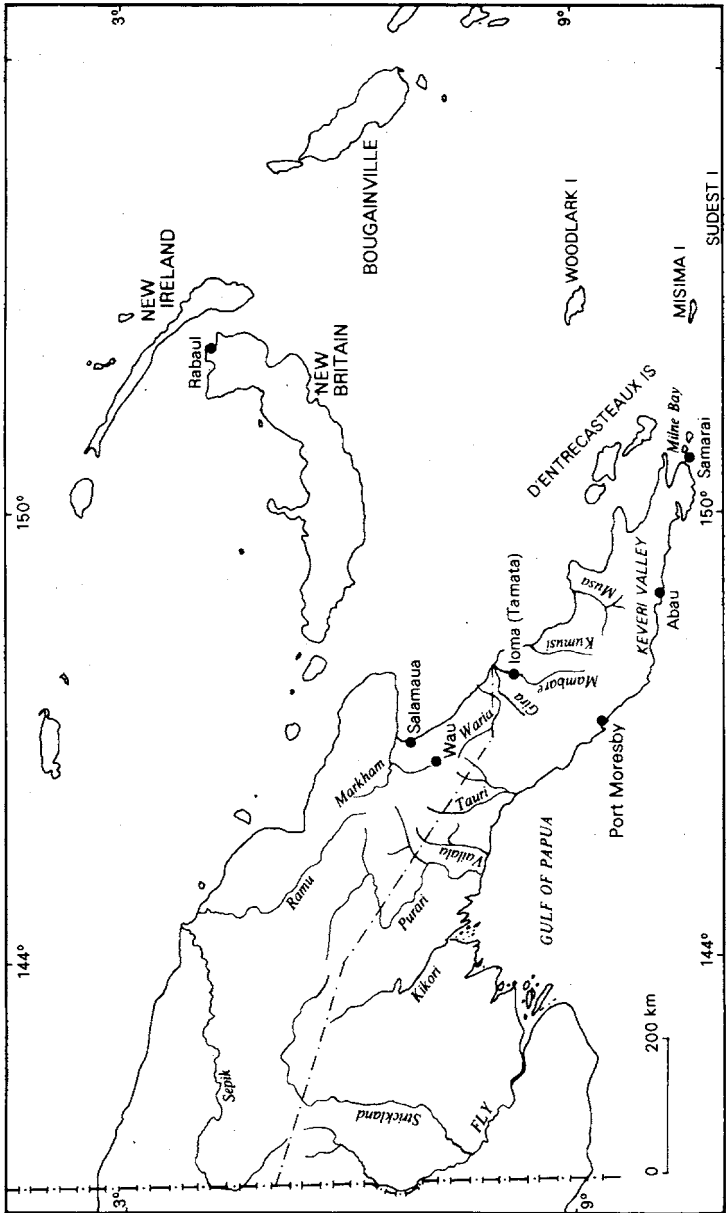 144°
150°
3°
3°
9°
9°
NEW
IRELAND
Rabaul
NEW
BRITAIN
BOUGAINVILLE
Sepik
Ramu
Markham
Salamaua
Wau
Waria
Tauri
Vailala
Purari
Kikori
Strickland
FLY
GULF OF PAPUA
Ioma (Tamata)
Gira
Mambare
Kumusi
Musa
Port Moresby
KEVERI VALLEY
Abau
D'ENTRECASTEAUX IS
Milne Bay
Samarai
WOODLARK I
MISIMA I
SUDEST I
0 200 km
144°
150°